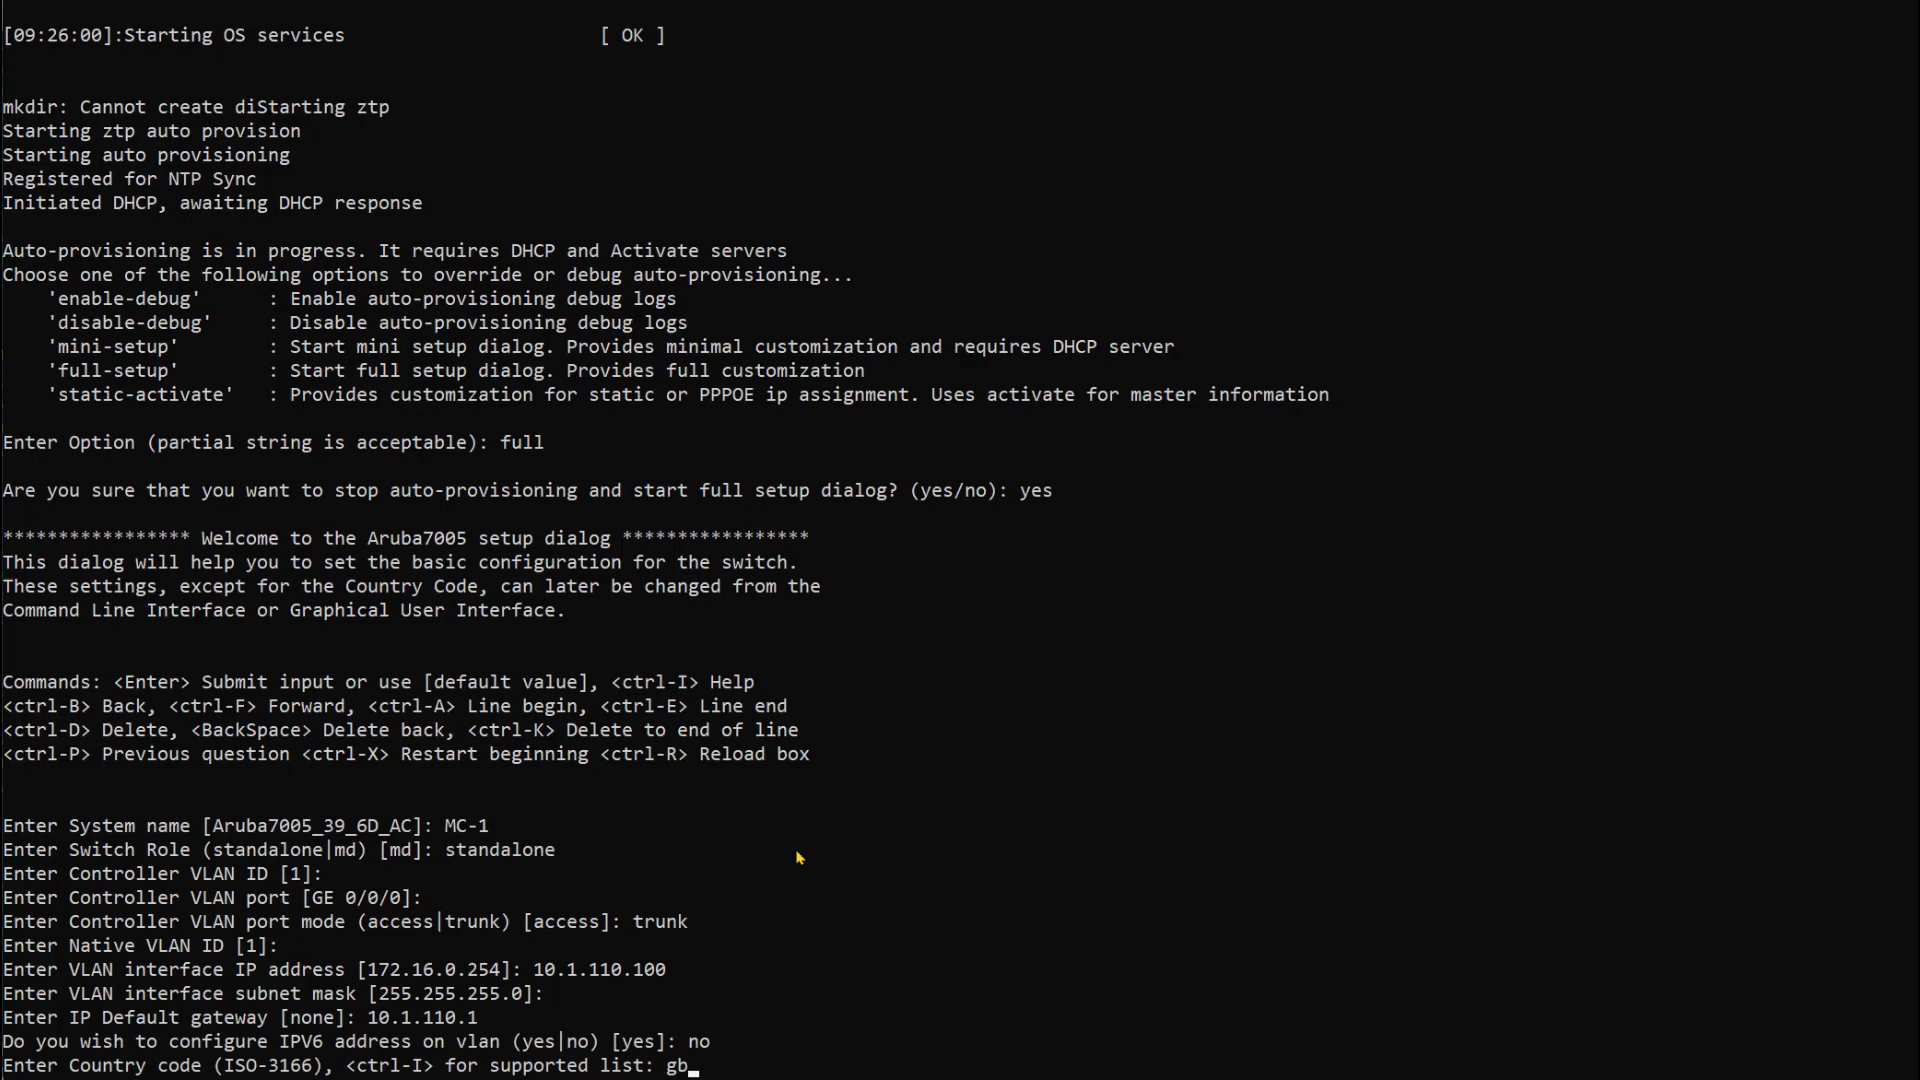 [09:26:00]:Starting OS services                       [ OK ]
mkdir: Cannot create diStarting ztp
Starting ztp auto provision
Starting auto provisioning
Registered for NTP Sync
Initiated DHCP, awaiting DHCP response
Auto-provisioning is in progress. It requires DHCP and Activate servers
Choose one of the following options to override or debug auto-provisioning...
    'enable-debug'      : Enable auto-provisioning debug logs
    'disable-debug'     : Disable auto-provisioning debug logs
    'mini-setup'        : Start mini setup dialog. Provides minimal customization and requires DHCP server
    'full-setup'        : Start full setup dialog. Provides full customization
    'static-activate'   : Provides customization for static or PPPOE ip assignment. Uses activate for master information
Enter Option (partial string is acceptable): full
Are you sure that you want to stop auto-provisioning and start full setup dialog? (yes/no): yes
***************** Welcome to the Aruba7005 setup dialog *****************
This dialog will help you to set the basic configuration for the switch.
These settings, except for the Country Code, can later be changed from the
Command Line Interface or Graphical User Interface.
Commands: <Enter> Submit input or use [default value], <ctrl-I> Help
<ctrl-B> Back, <ctrl-F> Forward, <ctrl-A> Line begin, <ctrl-E> Line end
<ctrl-D> Delete, <BackSpace> Delete back, <ctrl-K> Delete to end of line
<ctrl-P> Previous question <ctrl-X> Restart beginning <ctrl-R> Reload box
Enter System name [Aruba7005_39_6D_AC]: MC-1
Enter Switch Role (standalone|md) [md]: standalone
Enter Controller VLAN ID [1]:
Enter Controller VLAN port [GE 0/0/0]:
Enter Controller VLAN port mode (access|trunk) [access]: trunk
Enter Native VLAN ID [1]:
Enter VLAN interface IP address [172.16.0.254]: 10.1.110.100
Enter VLAN interface subnet mask [255.255.255.0]:
Enter IP Default gateway [none]: 10.1.110.1
Do you wish to configure IPV6 address on vlan (yes|no) [yes]: no
Enter Country code (ISO-3166), <ctrl-I> for supported list: gb